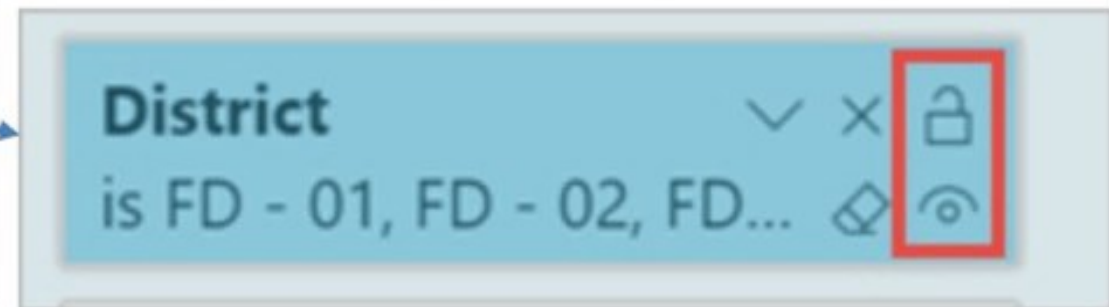 District
is FD - 01, FD - 02, FD...